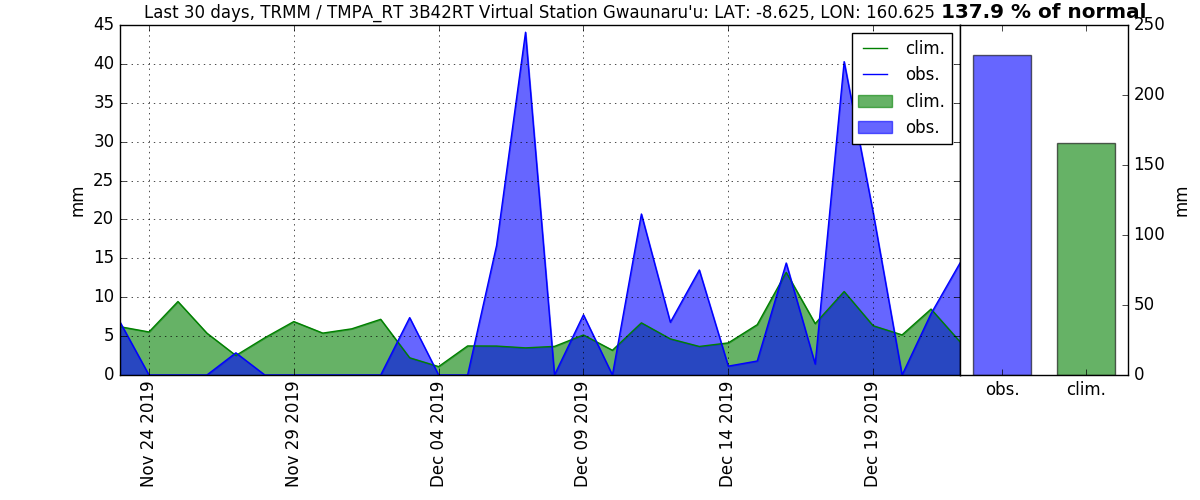 Last 30 days, TRMM / TMPA_RT 3B42RT Virtual Station Gwaunaru'u: LAT: -8.625, LON: 160.625 137.9 % of normal
45
40
35
30
25
20
15
10
5
0
mm
clim.
obs.
clim.
obs.
250
200
150
100
50
0
mm
Nov 24 2019
Nov 29 2019
Dec 04 2019
Dec 09 2019
Dec 14 2019
Dec 19 2019
obs.
clim.